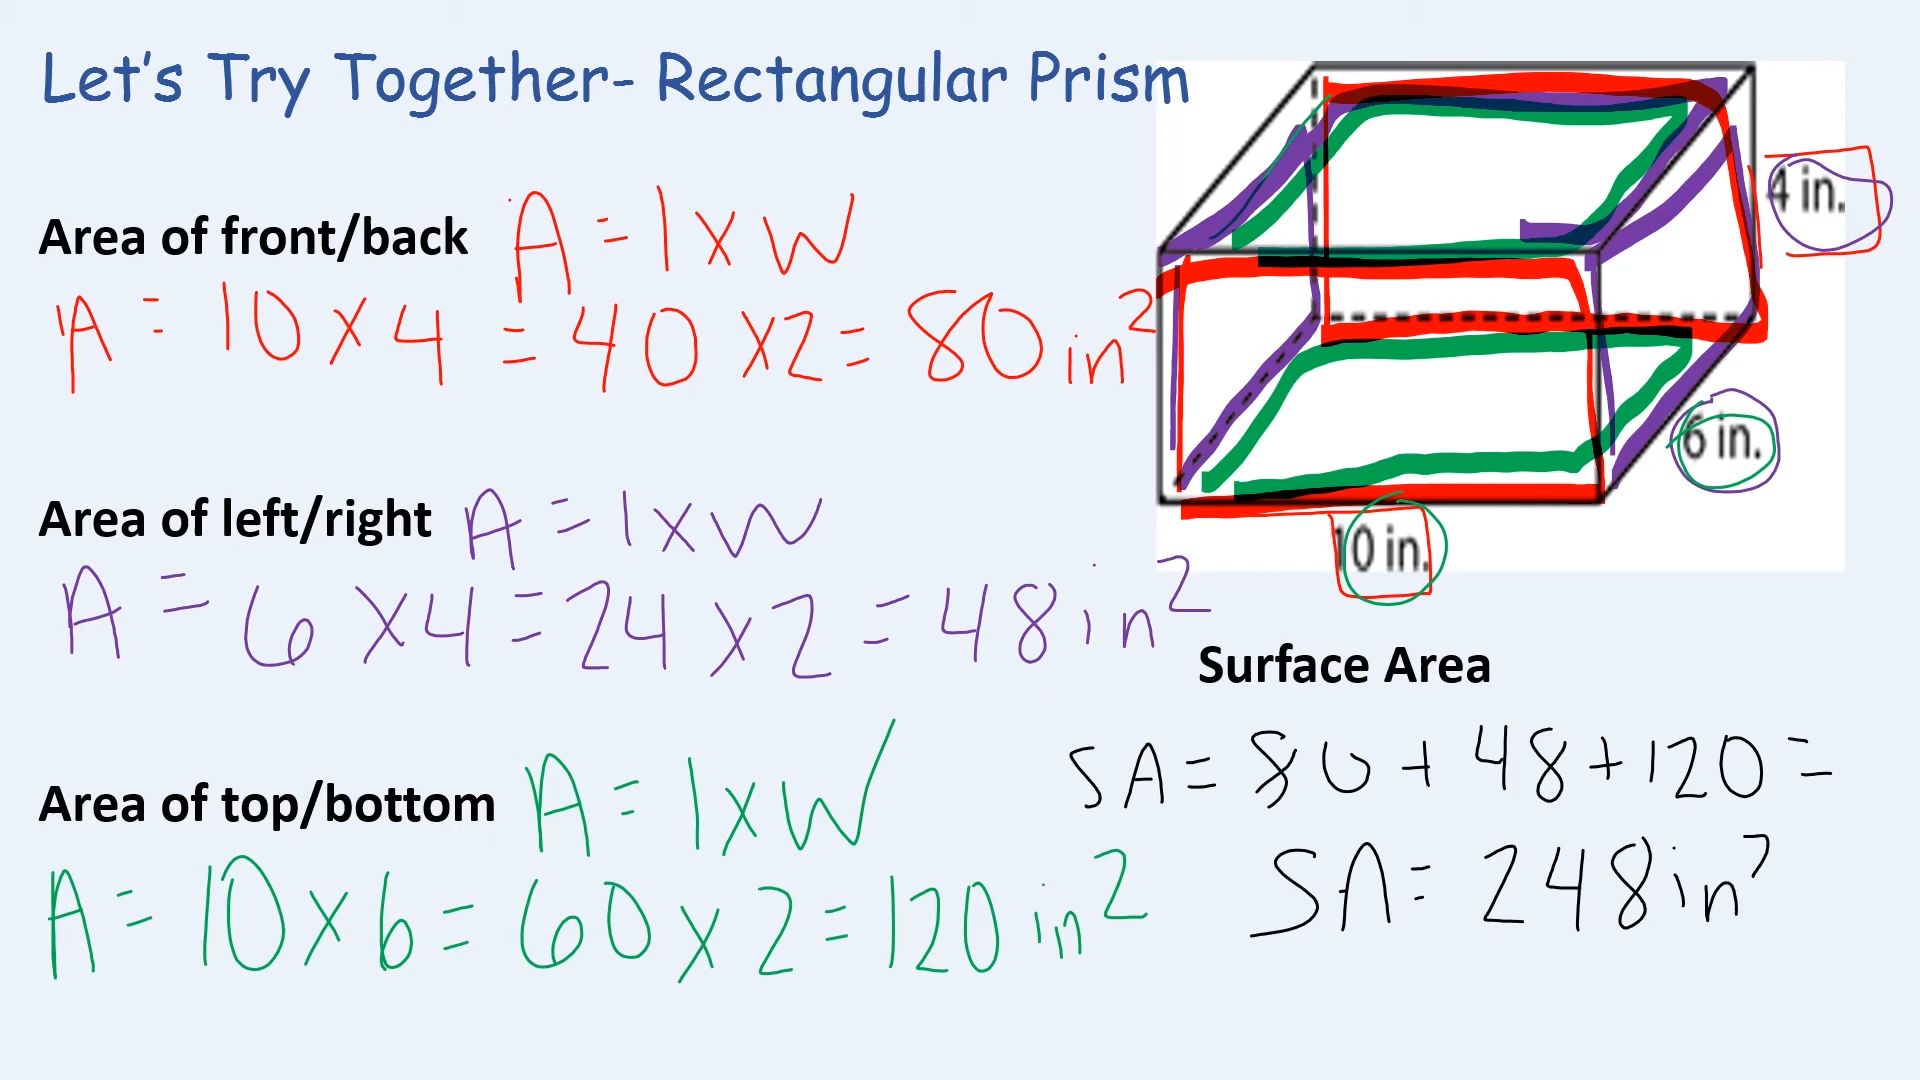 Let's Try Together- Rectangular Prism
4 in.
6 in.
10 in.
Area of front/back A = l x w
A = 10 x 4 = 40 x 2 = 80 in²
Area of left/right A = l x w
A = 6 x 4 = 24 x 2 = 48 in²
Area of top/bottom A = l x w
A = 10 x 6 = 60 x 2 = 120 in²
Surface Area
SA = 80 + 48 + 120 =
SA = 248 in²